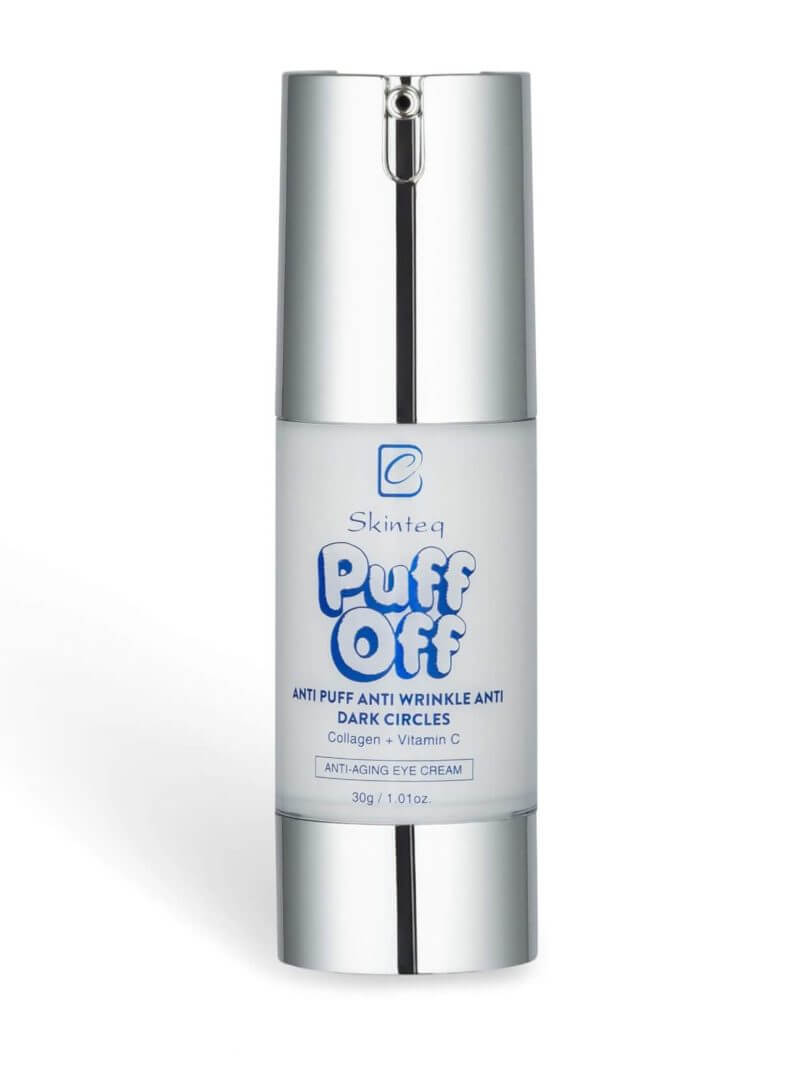 Skinteq
Puff
Off
ANTI PUFF ANTI WRINKLE ANTI
DARK CIRCLES
Collagen + Vitamin C
ANTI-AGING EYE CREAM
30g / 1.01oz.